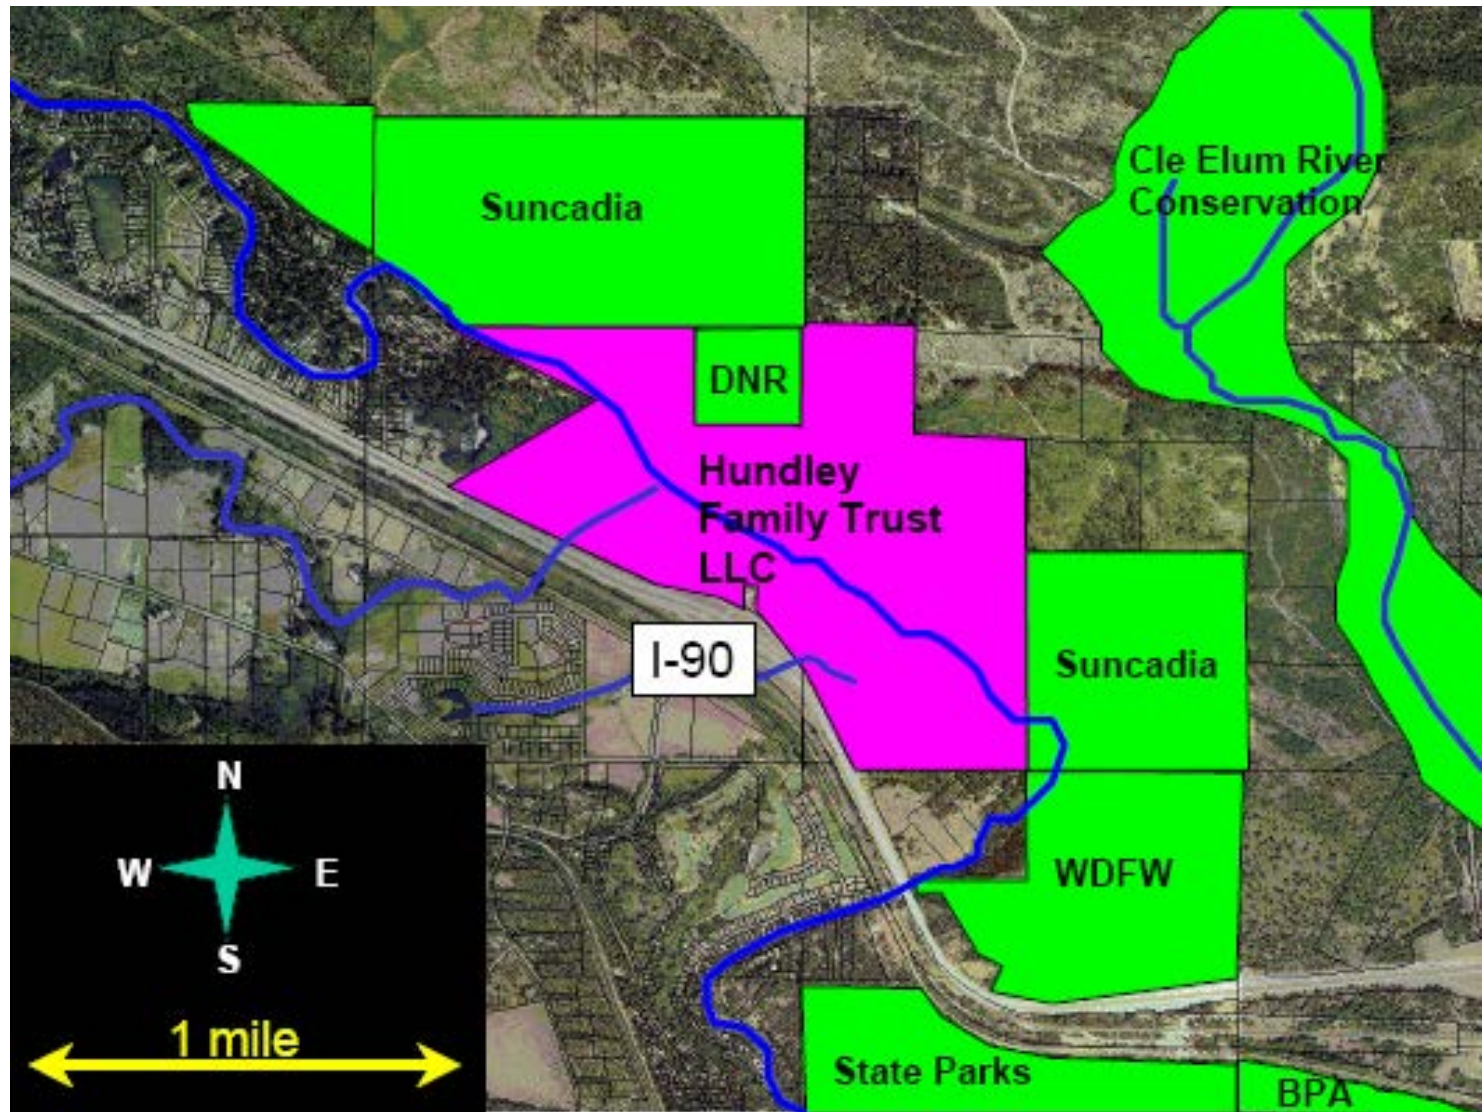 Cle Elum River
Conservation
Suncadia
DNR
Hundley
Family Trust
LLC
I-90
Suncadia
N
W
E
S
WDFW
1 mile
State Parks
BPA